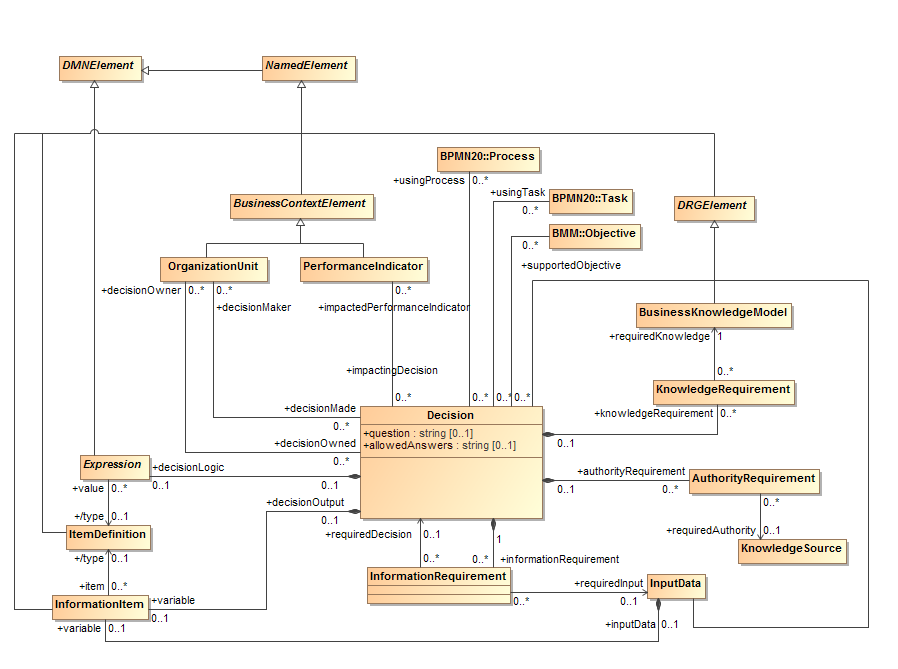 DMNElement
NamedElement
BPMN20::Process
+usingProcess 0..*
+usingTask
BPMN20::Task
0..*
BusinessContextElement
DRGElement
BMM::Objective
0..*
+supportedObjective
OrganizationUnit
PerformanceIndicator
+decisionOwner 0..* 0..*
0..*
+decisionMaker
+impactedPerformanceIndicator
BusinessKnowledgeModel
+requiredKnowledge 1
+impactingDecision
0..*
KnowledgeRequirement
0..* 0..* 0..* 0..*
+decisionMade
0..*
Decision
+knowledgeRequirement 0..*
+question : string [0..1]
+allowedAnswers : string [0..1]
+decisionOwned
0..*
0..1
Expression
+decisionLogic
0..1
0..1
+authorityRequirement
0..*
0..1
AuthorityRequirement
+value 0..*
+decisionOutput
0..1
0..*
+/type 0..1
ItemDefinition
+requiredDecision 0..1
1
+requiredAuthority 0..1
KnowledgeSource
+/type 0..1
0..* 0..*
+informationRequirement
InformationRequirement
+item 0..*
+requiredInput
InputData
InformationItem
+variable
0..1
0..*
0..1
+variable 0..1
+inputData 0..1